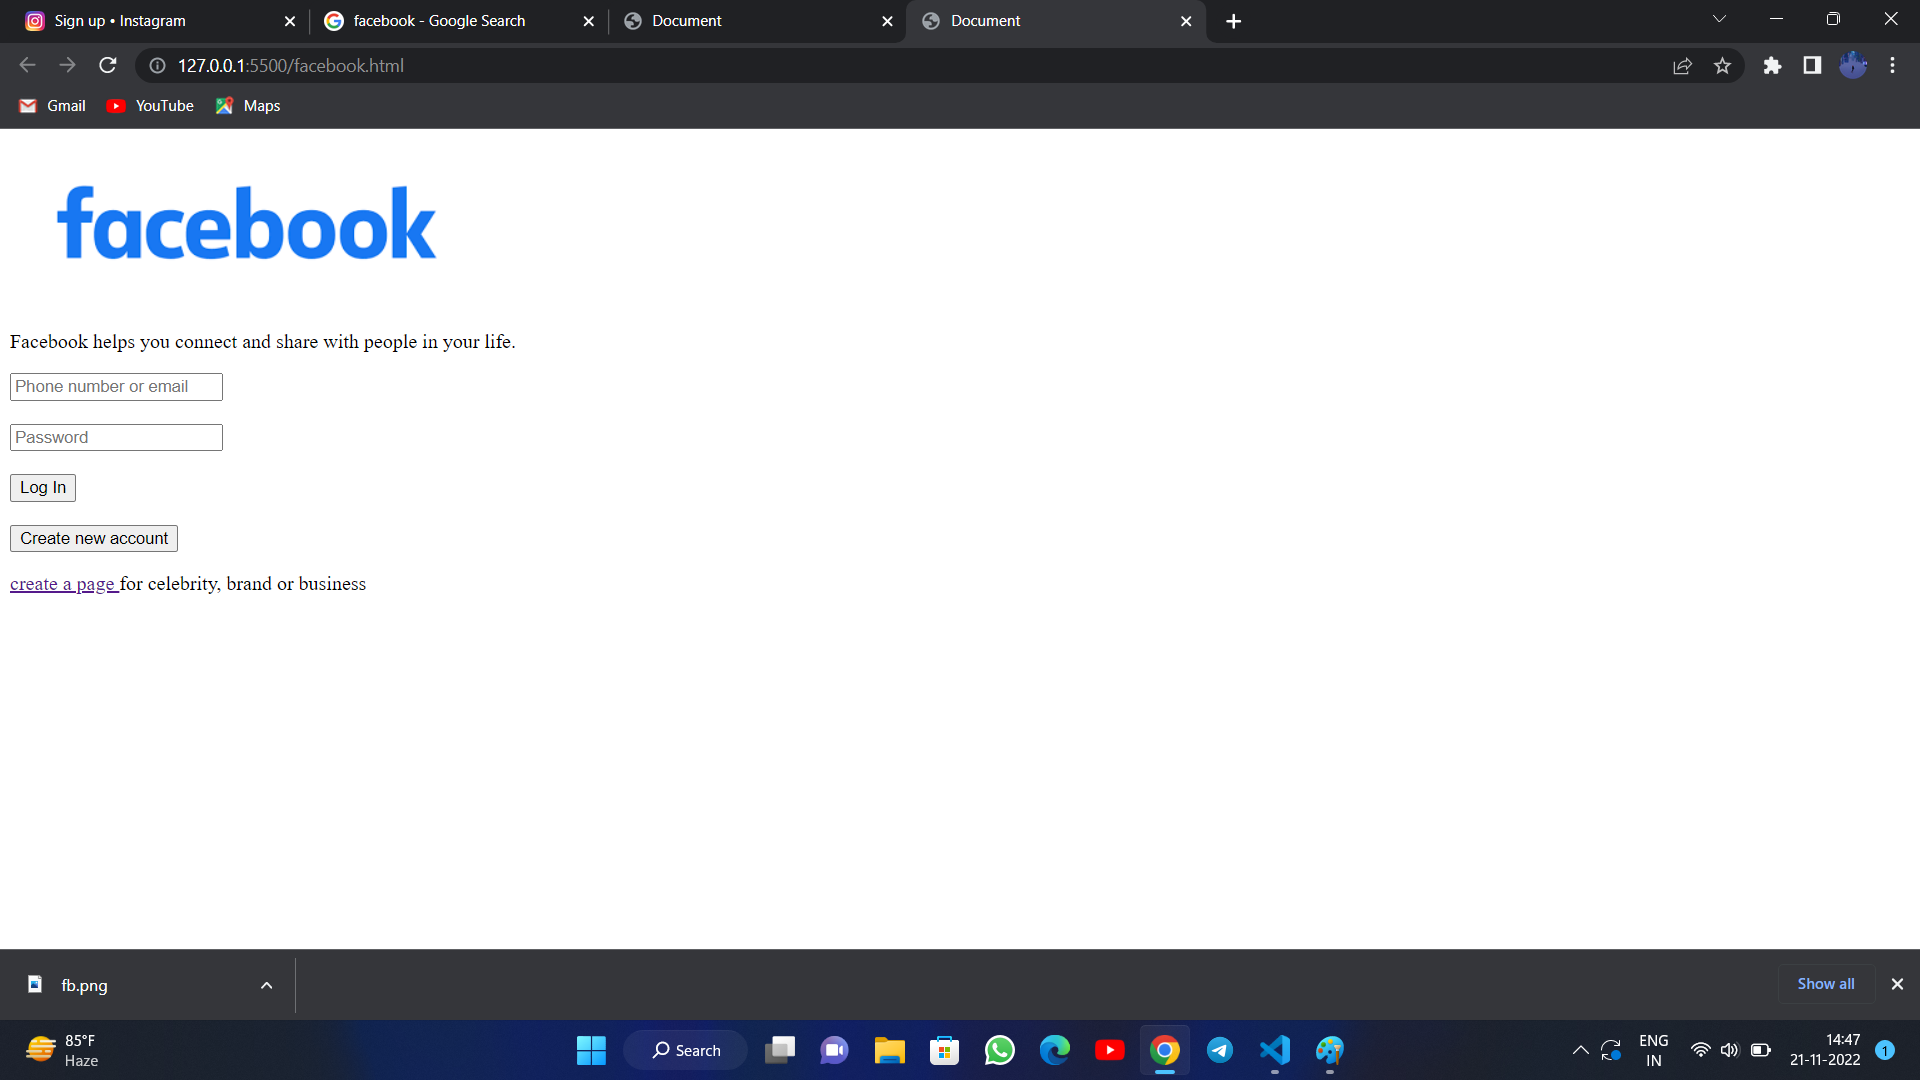 Sign up • Instagram
facebook - Google Search
Document
Document
127.0.0.1:5500/facebook.html
Gmail
YouTube
Maps
facebook
Facebook helps you connect and share with people in your life.
Phone number or email
Password
Log In
Create new account
create a page for celebrity, brand or business
fb.png
Show all
85°F
Haze
Search
ENG
IN
14:47
21-11-2022
1